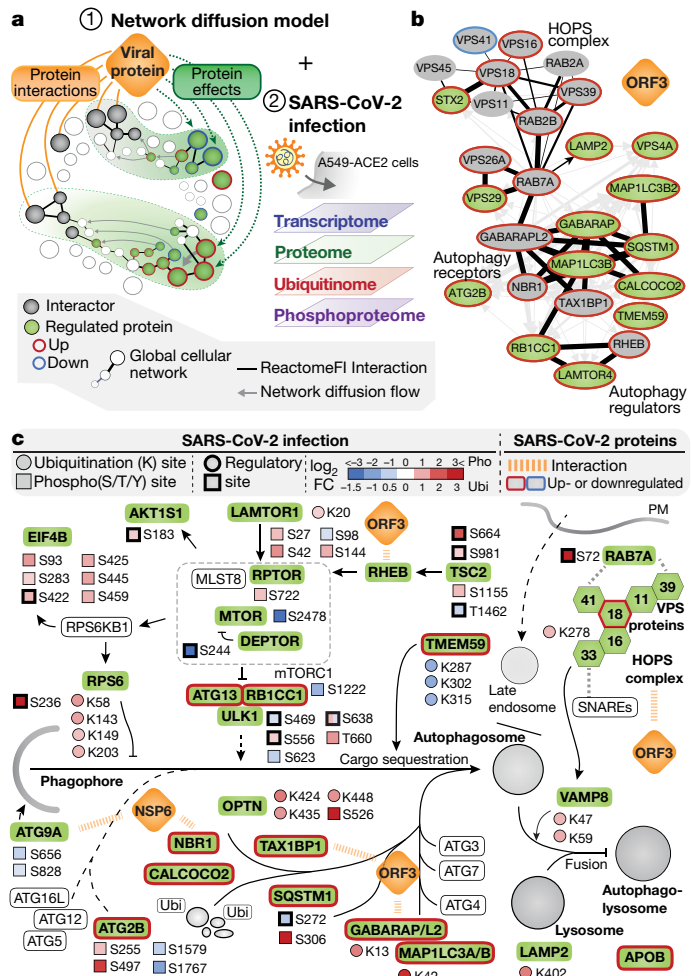 a
① Network diffusion model
Viral
protein
Protein
interactions
Protein
effects
+
② SARS-CoV-2
infection
A549-ACE2 cells
Transcriptome
Proteome
Ubiquitinome
Phosphoproteome
Interactor
Regulated protein
Up
Down
Global cellular
network
ReactomeFI Interaction
Network diffusion flow
b
HOPS
complex
ORF3
VPS41
VPS16
VPS45
VPS18
RAB2A
STX2
VPS11
VPS39
RAB2B
LAMP2
VPS4A
VPS26A
RAB7A
MAP1LC3B2
VPS29
GABARAP
GABARAPL2
SQSTM1
Autophagy
receptors
MAP1LC3B
ATG2B
NBR1
CALCOCO2
TAX1BP1
TMEM59
RB1CC1
RHEB
LAMTOR4
Autophagy
regulators
c
SARS-CoV-2 infection
SARS-CoV-2 proteins
Ubiquitination (K) site
Phospho(S/T/Y) site
Regulatory
site
log2
FC
<−3 −2 −1 0 1 2 3< Pho
−1.5 −1 −0.5 0 1 2 3 Ubi
Interaction
Up- or downregulated
AKT1S1
S183
LAMTOR1
K20
S27
S98
S42
S144
ORF3
S664
S981
PM
S72
RAB7A
EIF4B
S93
S425
S283
S445
S422
S459
MLST8
RPTOR
S722
RHEB
TSC2
S1155
T1462
MTOR
S2478
DEPTOR
S244
mTORC1
RPS6KB1
41
11
39
18
16
33
VPS
proteins
K278
HOPS
complex
SNAREs
ORF3
TMEM59
K287
K302
K315
Late
endosome
RPS6
S236
K58
K143
K149
K203
ATG13
RB1CC1
S1222
ULK1
S469
S638
S556
T660
S623
Cargo sequestration
Autophagosome
Phagophore
ATG9A
S656
S828
NSP6
OPTN
K424
K448
K435
S526
NBR1
TAX1BP1
CALCOCO2
ORF3
ATG3
ATG7
ATG4
VAMP8
K47
K59
Fusion
Autophago-
lysosome
Lysosome
ATG16L
ATG12
ATG5
ATG2B
S255
S1579
S497
S1767
Ubi
Ubi
SQSTM1
S272
S306
GABARAP/L2
K13
MAP1LC3A/B
K42
LAMP2
K402
APOB